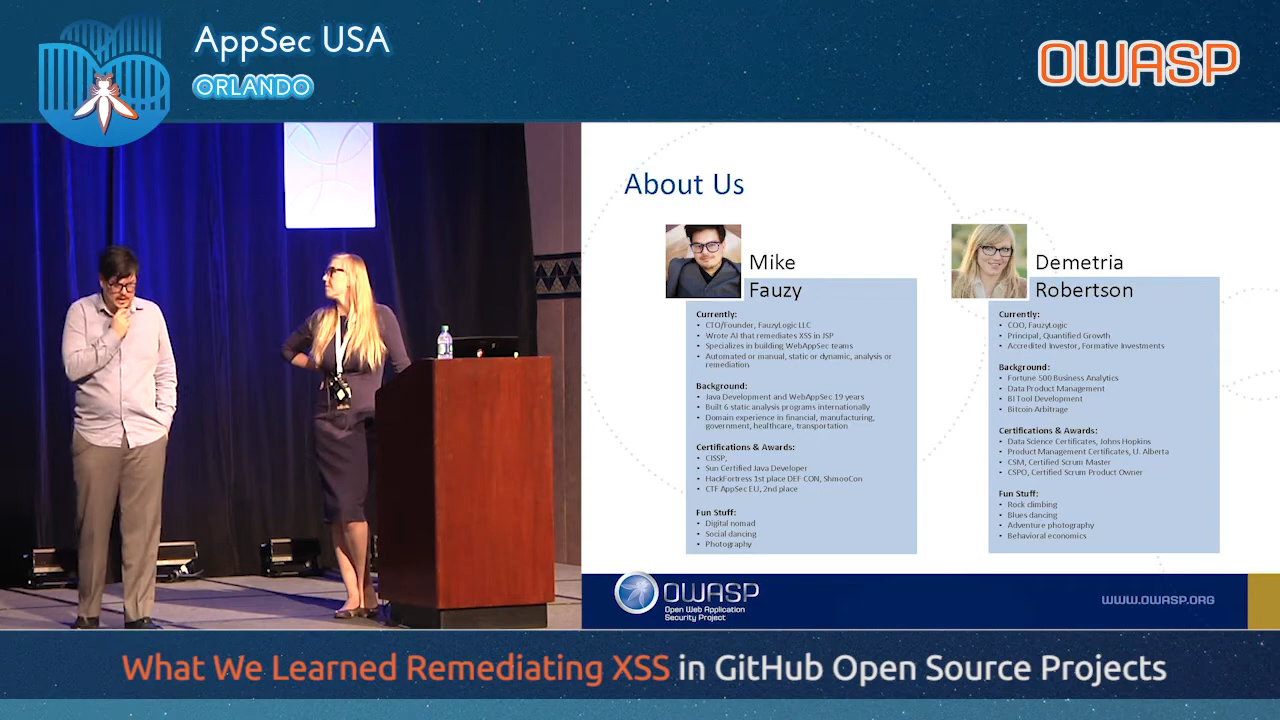 AppSec USA
ORLANDO
OWASP
About Us
Mike
Fauzy
Currently:
• CTO/Founder, FauzyLogic LLC
• Wrote AI that remediates XSS in JSP
• Specializes in building WebAppSec teams
• Automated or manual, static or dynamic, analysis or
remediation
Background:
• Java Development and WebAppSec 19 years
• Built 6 static analysis programs internationally
• Domain experience in financial, manufacturing,
government, healthcare, transportation
Certifications & Awards:
• CISSP,
• Sun Certified Java Developer
• HackFortress 1st place DEF CON, ShmooCon
• CTF AppSec EU, 2nd place
Fun Stuff:
• Digital nomad
• Social dancing
• Photography
Demetria
Robertson
Currently:
• COO, FauzyLogic
• Principal, Quantified Growth
• Accredited Investor, Formative Investments
Background:
• Fortune 500 Business Analytics
• Data Product Management
• BI Tool Development
• Bitcoin Arbitrage
Certifications & Awards:
• Data Science Certificates, Johns Hopkins
• Product Management Certificates, U. Alberta
• CSM, Certified Scrum Master
• CSPO, Certified Scrum Product Owner
Fun Stuff:
• Rock climbing
• Blues dancing
• Adventure photography
• Behavioral economics
OWASP
Open Web Application
Security Project
WWW.OWASP.ORG
What We Learned Remediating XSS in GitHub Open Source Projects